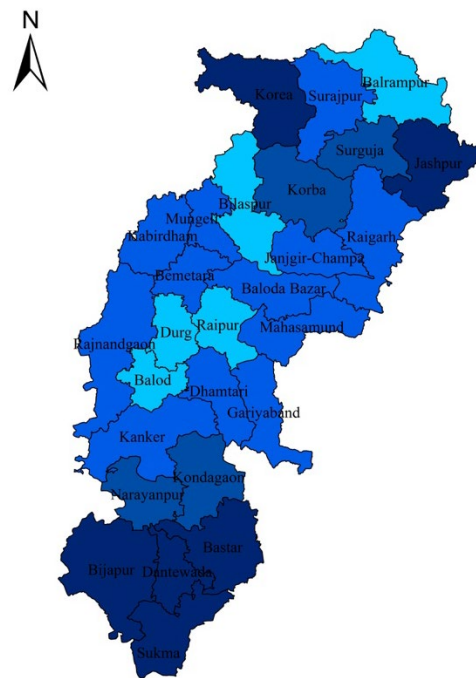 N
Balrampur
Korea
Surajpur
Surguja
Jashpur
Korba
Bilaspur
Mungeli
Kabirdham
Raigarh
Janjgir-Champa
Bemetara
Baloda Bazar
Raipur
Durg
Mahasamund
Rajnandgaon
Balod
Dhamtari
Gariyaband
Kanker
Kondagaon
Narayanpur
Bastar
Bijapur
Dantewada
Sukma